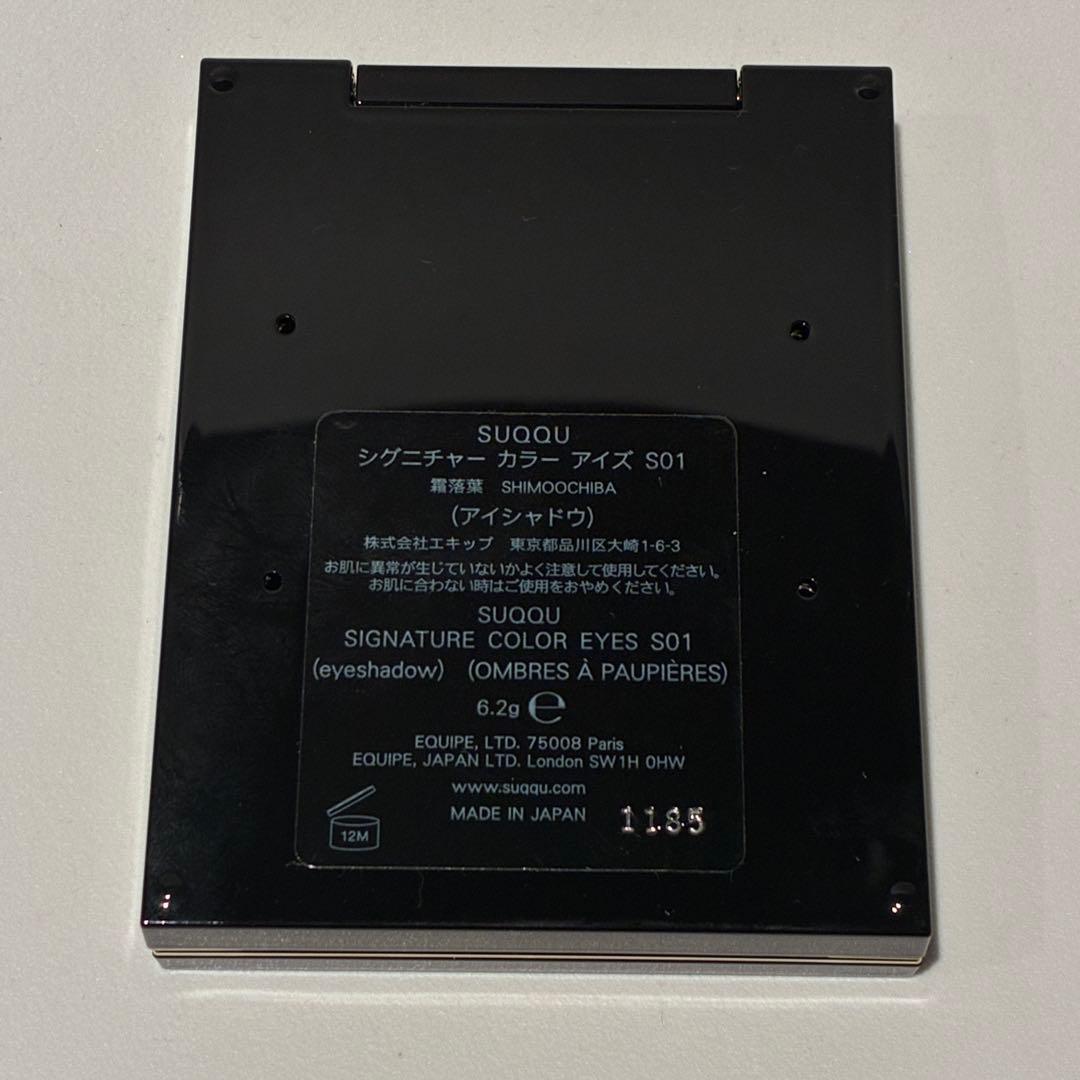 SUQQU
シグニチャー カラー アイズ S01
霜落葉 SHIMOOCHIBA
(アイシャドウ)
株式会社エキップ 東京都品川区大崎1-6-3
お肌に異常が生じていないかよく注意して使用してください。
お肌に合わない時はご使用をおやめください。
SUQQU
SIGNATURE COLOR EYES S01
(eyeshadow) (OMBRES À PAUPIÈRES)
6.2g ℮
EQUIPE, LTD. 75008 Paris
EQUIPE, JAPAN LTD. London SW1H 0HW
www.suqqu.com
MADE IN JAPAN
1185
12M